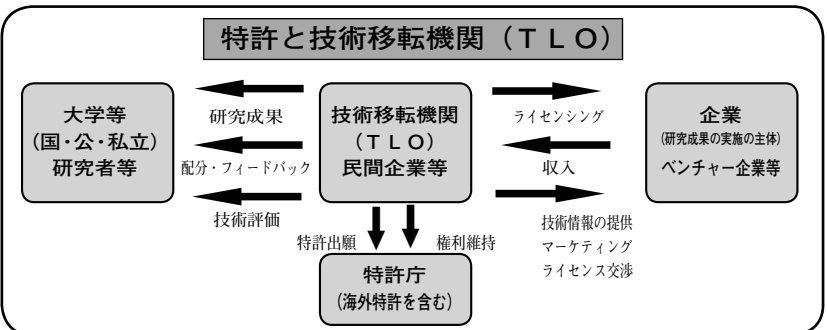 特許と技術移転機関（ＴＬＯ）
大学等
(国・公・私立)
研究者等
研究成果
配分・フィードバック
技術評価
技術移転機関
（ＴＬＯ）
民間企業等
ライセンシング
収入
技術情報の提供
マーケティング
ライセンス交渉
企業
(研究成果の実施の主体)
ベンチャー企業等
特許出願
権利維持
特許庁
(海外特許を含む)